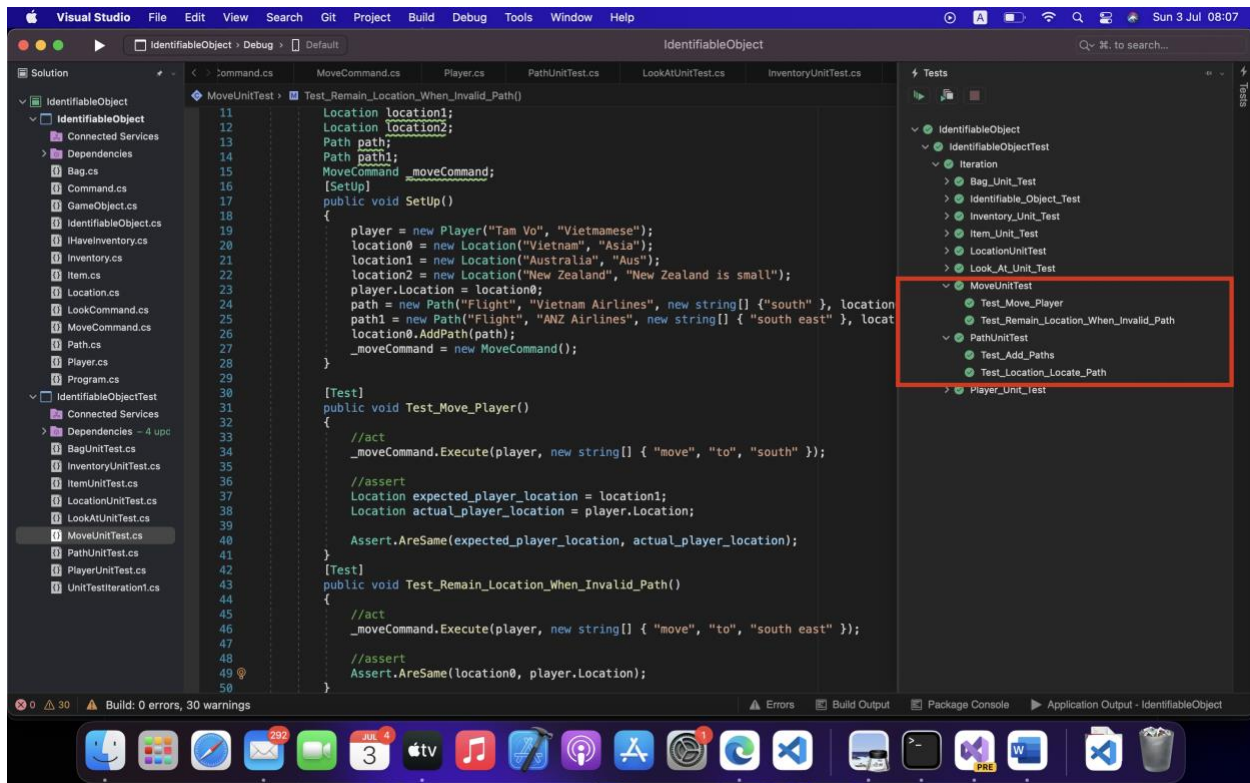 Visual Studio File Edit View Search Git Project Build Debug Tools Window Help A Sun 3 Jul 08:07
IdentifiableObject › Debug › Default IdentifiableObject ⌘. to search...
Solution
Command.cs MoveCommand.cs Player.cs PathUnitTest.cs LookAtUnitTest.cs InventoryUnitTest.cs
MoveUnitTest › M Test_Remain_Location_When_Invalid_Path()
IdentifiableObject
IdentifiableObject
Connected Services
Dependencies
Bag.cs
Command.cs
GameObject.cs
IdentifiableObject.cs
IHaveInventory.cs
Inventory.cs
Item.cs
Location.cs
LookCommand.cs
MoveCommand.cs
Path.cs
Player.cs
Program.cs
IdentifiableObjectTest
Connected Services
Dependencies – 4 upd
BagUnitTest.cs
InventoryUnitTest.cs
ItemUnitTest.cs
LocationUnitTest.cs
LookAtUnitTest.cs
MoveUnitTest.cs
PathUnitTest.cs
PlayerUnitTest.cs
UnitTestIteration1.cs
11 Location location1;
12 Location location2;
13 Path path;
14 Path path1;
15 MoveCommand _moveCommand;
16 [SetUp]
17 public void SetUp()
18 {
19 player = new Player("Tam Vo", "Vietmamese");
20 location0 = new Location("Vietnam", "Asia");
21 location1 = new Location("Australia", "Aus");
22 location2 = new Location("New Zealand", "New Zealand is small");
23 player.Location = location0;
24 path = new Path("Flight", "Vietnam Airlines", new string[] {"south" }, location
25 path1 = new Path("Flight", "ANZ Airlines", new string[] { "south east" }, locat
26 location0.AddPath(path);
27 _moveCommand = new MoveCommand();
28 }
29
30 [Test]
31 public void Test_Move_Player()
32 {
33 //act
34 _moveCommand.Execute(player, new string[] { "move", "to", "south" });
35
36 //assert
37 Location expected_player_location = location1;
38 Location actual_player_location = player.Location;
39
40 Assert.AreSame(expected_player_location, actual_player_location);
41 }
42 [Test]
43 public void Test_Remain_Location_When_Invalid_Path()
44 {
45 //act
46 _moveCommand.Execute(player, new string[] { "move", "to", "south east" });
47
48 //assert
49 Assert.AreSame(location0, player.Location);
50 }
Tests
Tests
IdentifiableObject
IdentifiableObjectTest
Iteration
Bag_Unit_Test
Identifiable_Object_Test
Inventory_Unit_Test
Item_Unit_Test
LocationUnitTest
Look_At_Unit_Test
MoveUnitTest
Test_Move_Player
Test_Remain_Location_When_Invalid_Path
PathUnitTest
Test_Add_Paths
Test_Location_Locate_Path
Player_Unit_Test
0 30 Build: 0 errors, 30 warnings Errors Build Output Package Console Application Output - IdentifiableObject
292 JUL 4 3 tv 1 PRE W